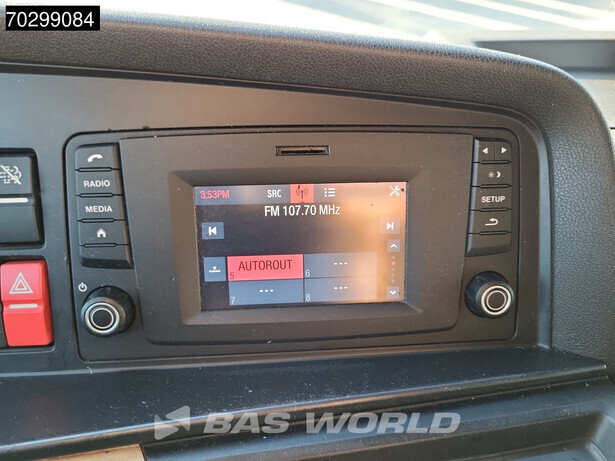 70299084
RADIO
MEDIA
SETUP
3:53PM SRC
FM 107.70 MHz
5 AUTOROUT 6 ---
7 --- 8 ---
BAS WORLD